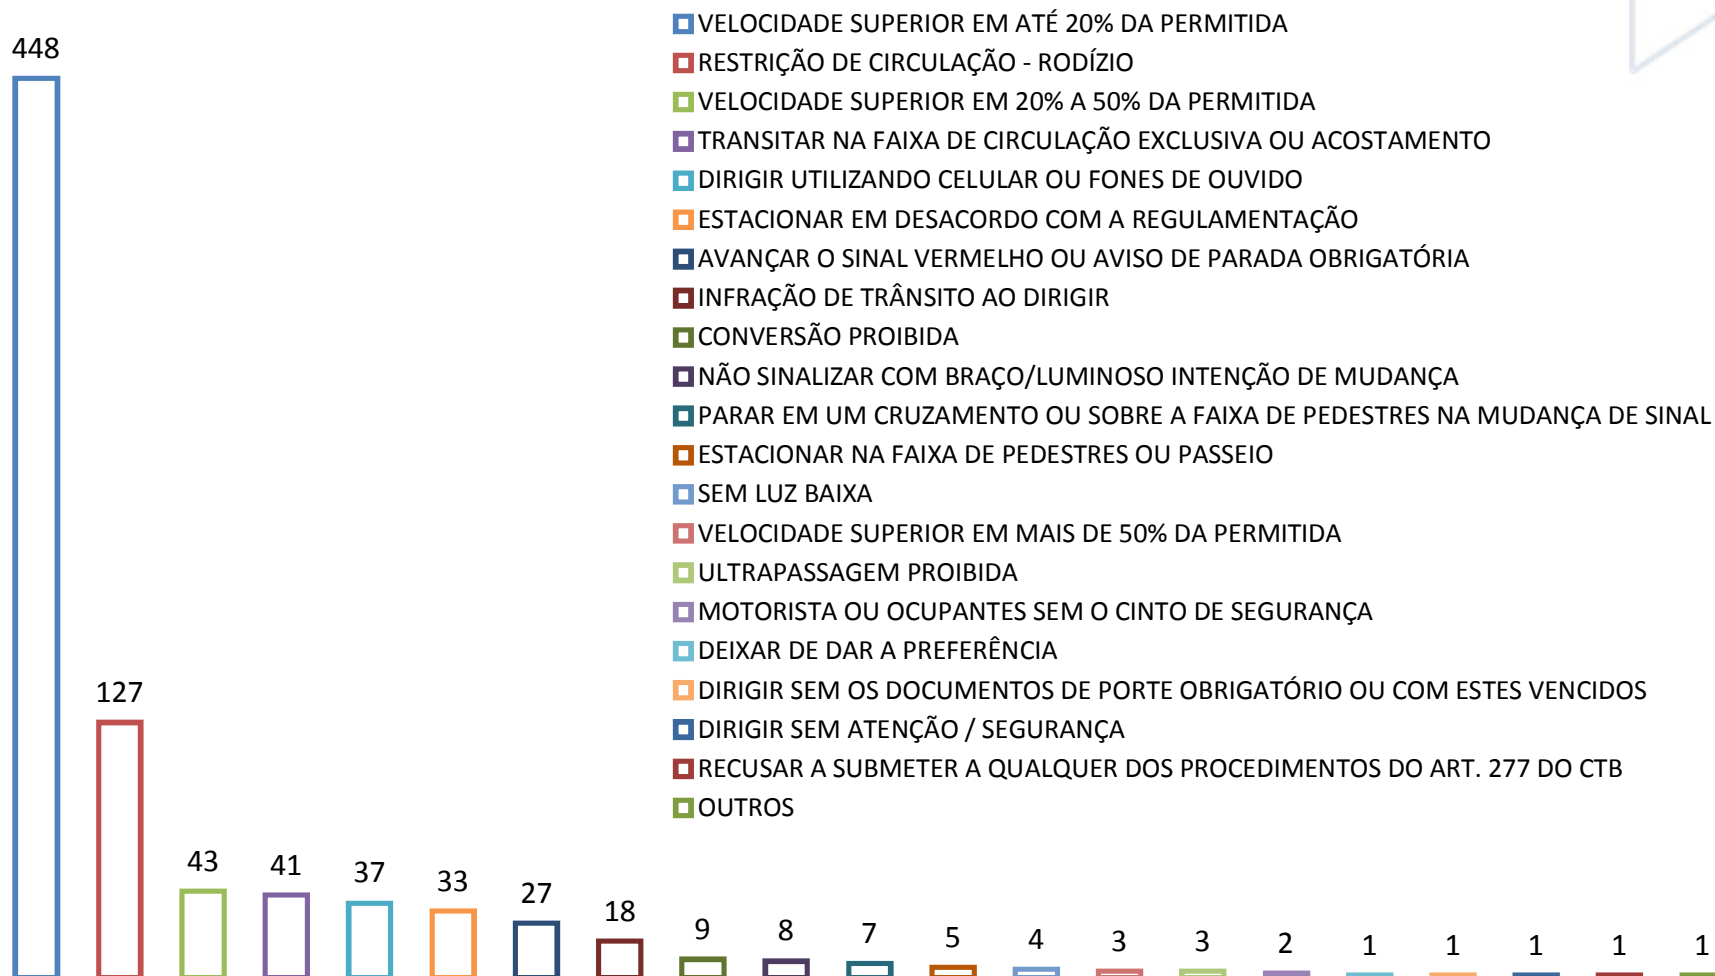 VELOCIDADE SUPERIOR EM ATÉ 20% DA PERMITIDA
RESTRIÇÃO DE CIRCULAÇÃO - RODÍZIO
VELOCIDADE SUPERIOR EM 20% A 50% DA PERMITIDA
TRANSITAR NA FAIXA DE CIRCULAÇÃO EXCLUSIVA OU ACOSTAMENTO
DIRIGIR UTILIZANDO CELULAR OU FONES DE OUVIDO
ESTACIONAR EM DESACORDO COM A REGULAMENTAÇÃO
AVANÇAR O SINAL VERMELHO OU AVISO DE PARADA OBRIGATÓRIA
INFRAÇÃO DE TRÂNSITO AO DIRIGIR
CONVERSÃO PROIBIDA
NÃO SINALIZAR COM BRAÇO/LUMINOSO INTENÇÃO DE MUDANÇA
PARAR EM UM CRUZAMENTO OU SOBRE A FAIXA DE PEDESTRES NA MUDANÇA DE SINAL
ESTACIONAR NA FAIXA DE PEDESTRES OU PASSEIO
SEM LUZ BAIXA
VELOCIDADE SUPERIOR EM MAIS DE 50% DA PERMITIDA
ULTRAPASSAGEM PROIBIDA
MOTORISTA OU OCUPANTES SEM O CINTO DE SEGURANÇA
DEIXAR DE DAR A PREFERÊNCIA
DIRIGIR SEM OS DOCUMENTOS DE PORTE OBRIGATÓRIO OU COM ESTES VENCIDOS
DIRIGIR SEM ATENÇÃO / SEGURANÇA
RECUSAR A SUBMETER A QUALQUER DOS PROCEDIMENTOS DO ART. 277 DO CTB
OUTROS
448
127
43
41
37
33
27
18
9
8
7
5
4
3
3
2
1
1
1
1
1